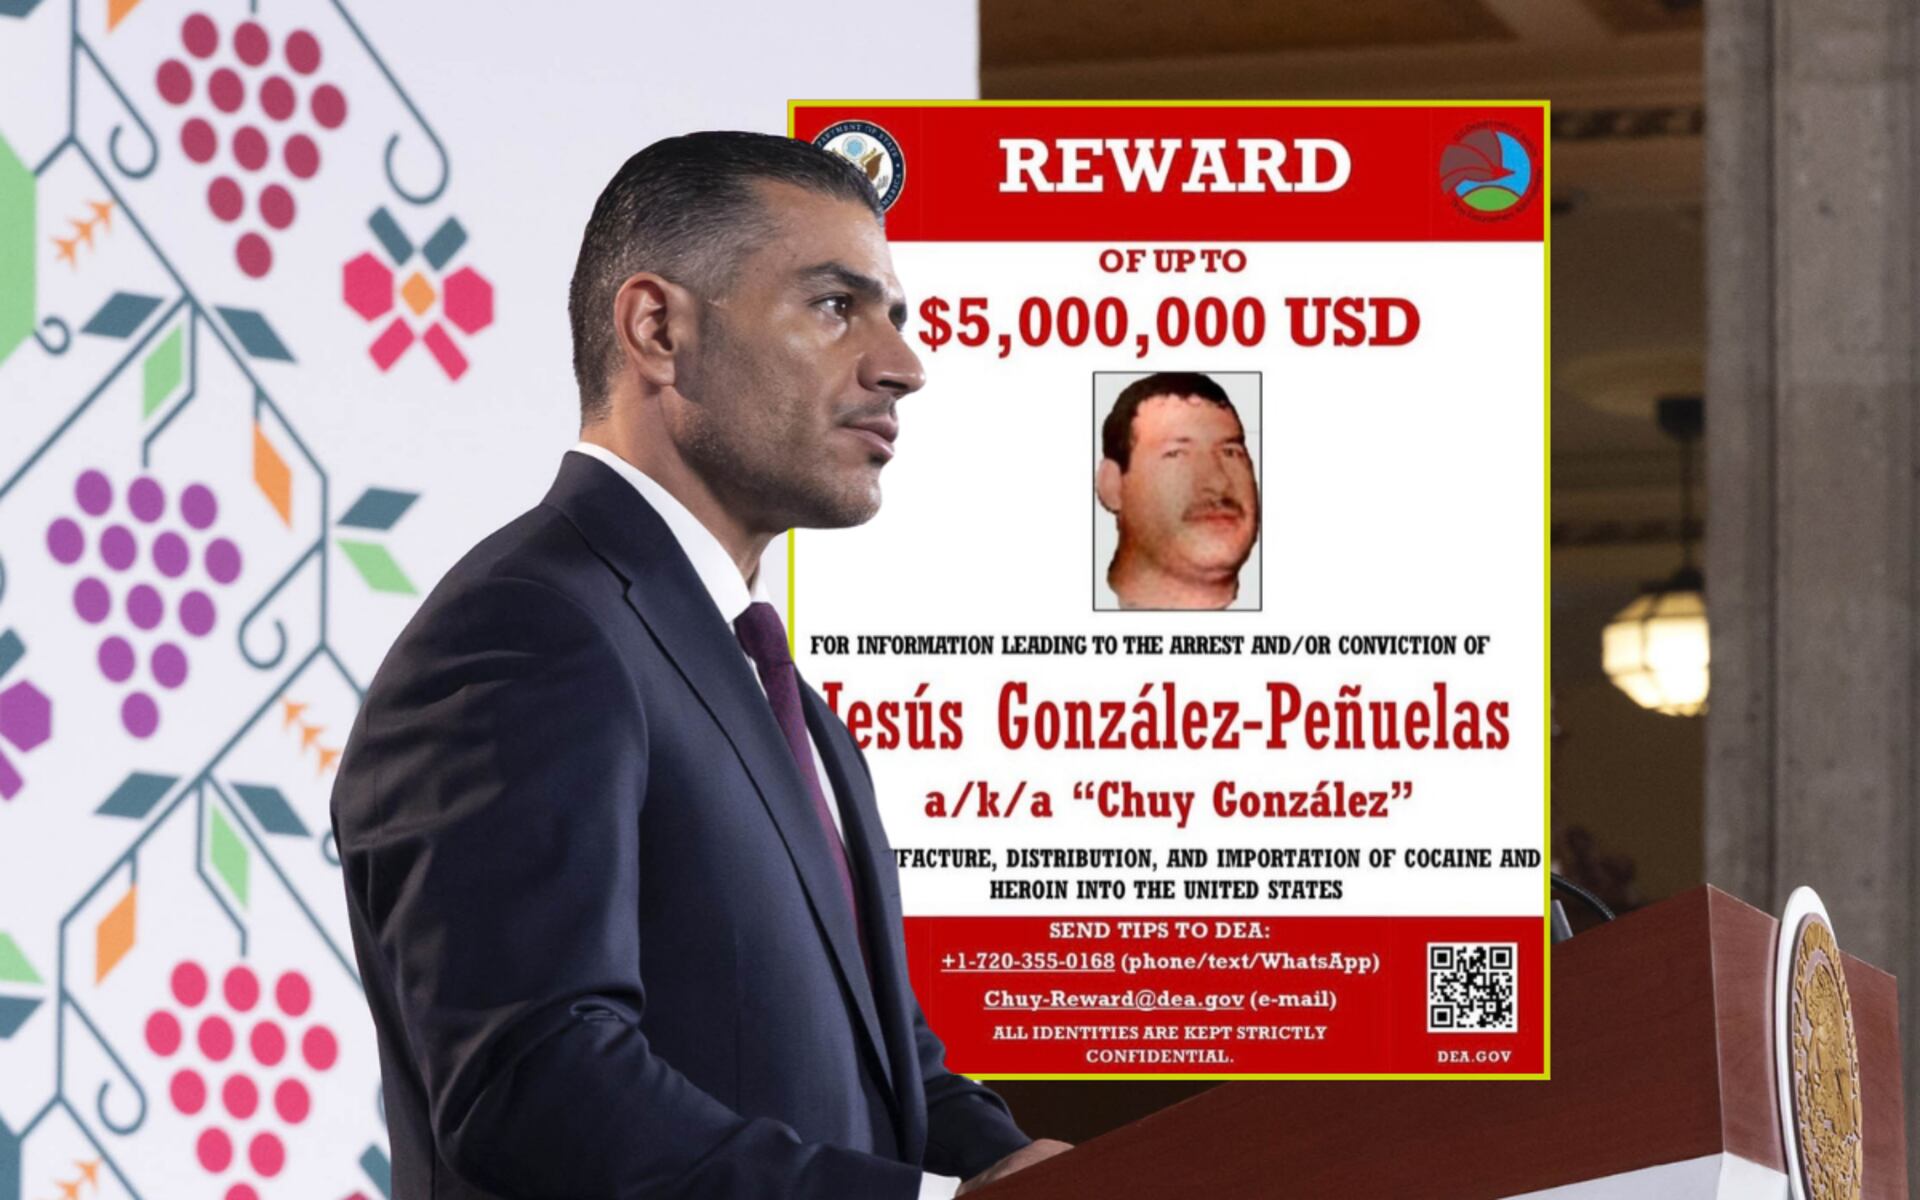 REWARD
OF UP TO
$5,000,000 USD
FOR INFORMATION LEADING TO THE ARREST AND/OR CONVICTION OF
Jesús González-Peñuelas
a/k/a “Chuy González”
DISTRIBUTION, AND IMPORTATION OF COCAINE AND
HEROIN INTO THE UNITED STATES
SEND TIPS TO DEA:
+1-720-355-0168 (phone/text/WhatsApp)
Chuy-Reward@dea.gov (e-mail)
ALL IDENTITIES ARE KEPT STRICTLY
CONFIDENTIAL.
DEA.GOV